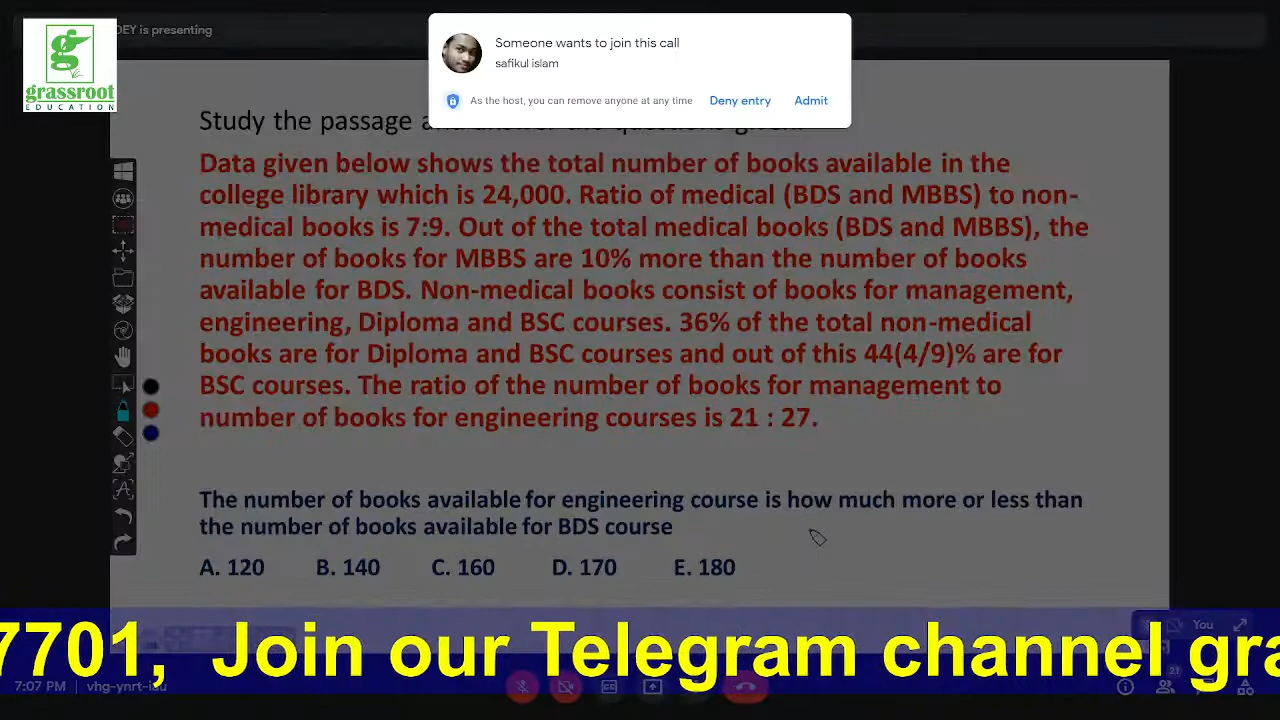 grassroot
EDUCATION
DEY is presenting
Someone wants to join this call
safikul islam
As the host, you can remove anyone at any time
Deny entry
Admit
Study the passage and answer the questions given.
Data given below shows the total number of books available in the
college library which is 24,000. Ratio of medical (BDS and MBBS) to non-
medical books is 7:9. Out of the total medical books (BDS and MBBS), the
number of books for MBBS are 10% more than the number of books
available for BDS. Non-medical books consist of books for management,
engineering, Diploma and BSC courses. 36% of the total non-medical
books are for Diploma and BSC courses and out of this 44(4/9)% are for
BSC courses. The ratio of the number of books for management to
number of books for engineering courses is 21 : 27.
The number of books available for engineering course is how much more or less than
the number of books available for BDS course
A. 120 B. 140 C. 160 D. 170 E. 180
You
7701, Join our Telegram channel gra
7:07 PM
21